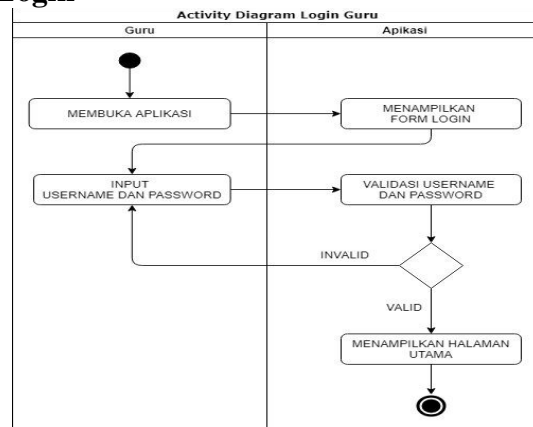 Login
Activity Diagram Login Guru
Guru
Apikasi
MEMBUKA APLIKASI
MENAMPILKAN
FORM LOGIN
INPUT
USERNAME DAN PASSWORD
VALIDASI USERNAME
DAN PASSWORD
INVALID
VALID
MENAMPILKAN HALAMAN
UTAMA